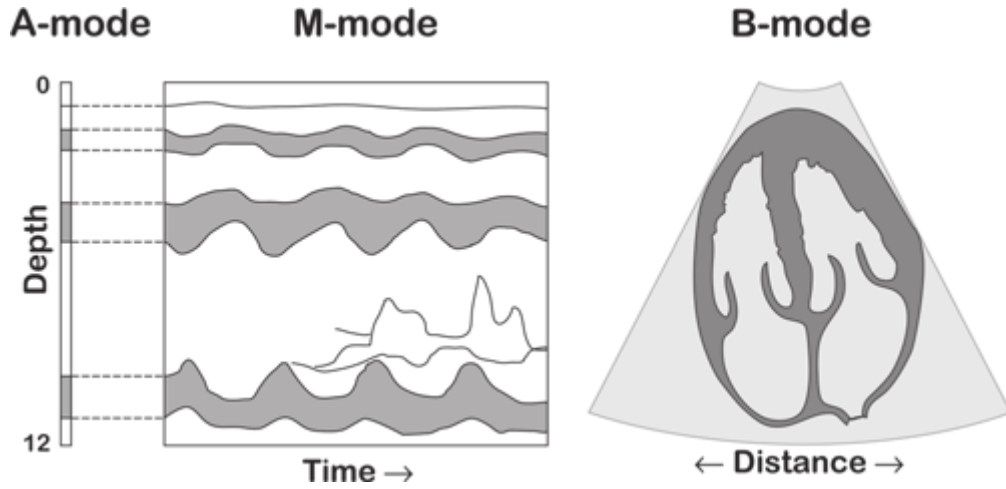 A-mode
M-mode
B-mode
0
Depth
12
Time →
← Distance →